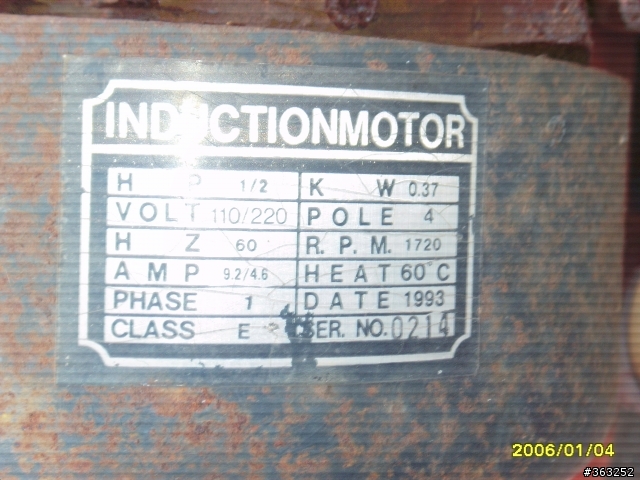 INDUCTIONMOTOR
H P 1/2 K W 0.37
VOLT 110/220 POLE 4
H Z 60 R.P.M. 1720
AMP 9.2/4.6 HEAT 60°C
PHASE 1 DATE 1993
CLASS E SER. NO. 0214
2006/01/04
#363252